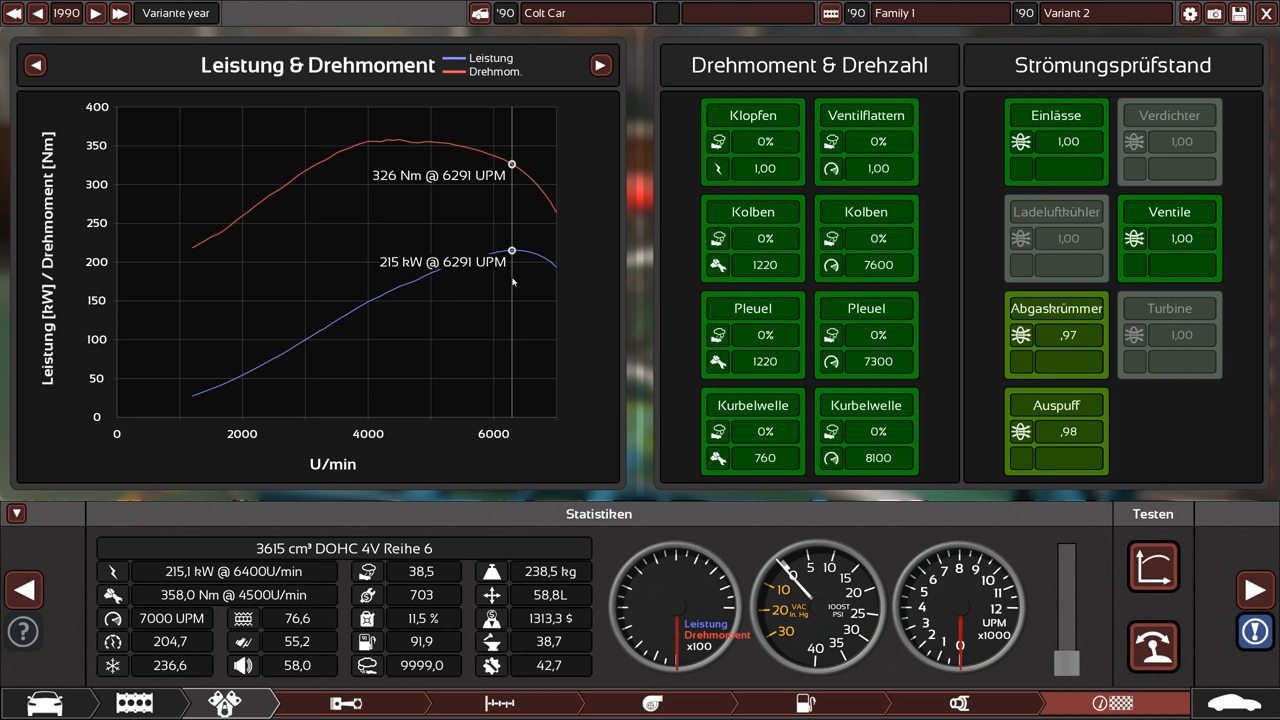 1990
Variante year
'90
Colt Car
'90
Family 1
'90
Variant 2
Leistung & Drehmoment
Leistung
Drehmom.
Drehmoment & Drehzahl
Strömungsprüfstand
Leistung [kW] / Drehmoment [Nm]
400
350
300
250
200
150
100
50
0
0
2000
4000
6000
U/min
326 Nm @ 6291 UPM
215 kW @ 6291 UPM
Klopfen
0%
1,00
Ventilflattern
0%
1,00
Kolben
0%
1220
Kolben
0%
7600
Pleuel
0%
1220
Pleuel
0%
7300
Kurbelwelle
0%
760
Kurbelwelle
0%
8100
Einlässe
1,00
Verdichter
1,00
Ladeluftkühler
1,00
Ventile
1,00
Abgaskrümmer
,97
Turbine
1,00
Auspuff
,98
Statistiken
Testen
3615 cm³ DOHC 4V Reihe 6
215,1 kW @ 6400U/min
38,5
238,5 kg
358,0 Nm @ 4500U/min
703
58,8L
7000 UPM
76,6
11,5 %
1313,3 $
204,7
55,2
91,9
38,7
236,6
58,0
9999,0
42,7
Leistung
Drehmoment
x100
0
5
10
15
20
25
30
35
40
10
20
30
VAC
In. Hg
BOOST
PSI
0
1
2
3
4
5
6
7
8
9
10
11
12
UPM
x1000